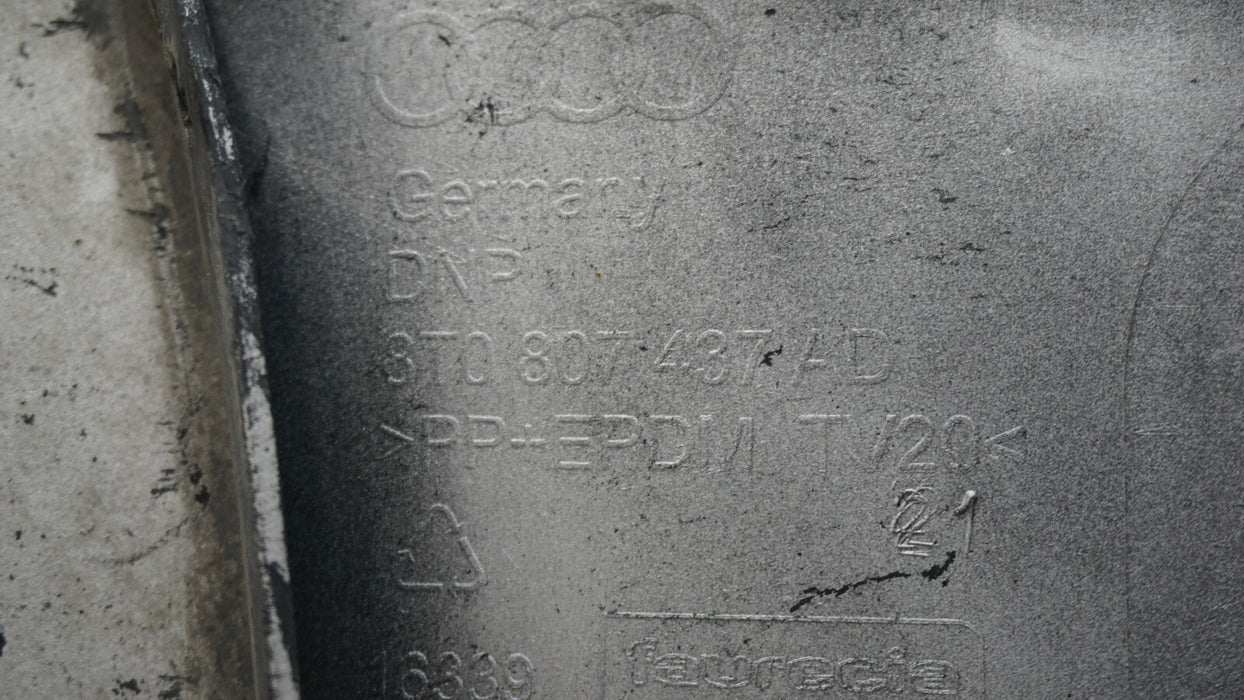 Germany
DNP
8T0 807 437 AD
>PP+EPDM TV20<
21
16339
faurecia